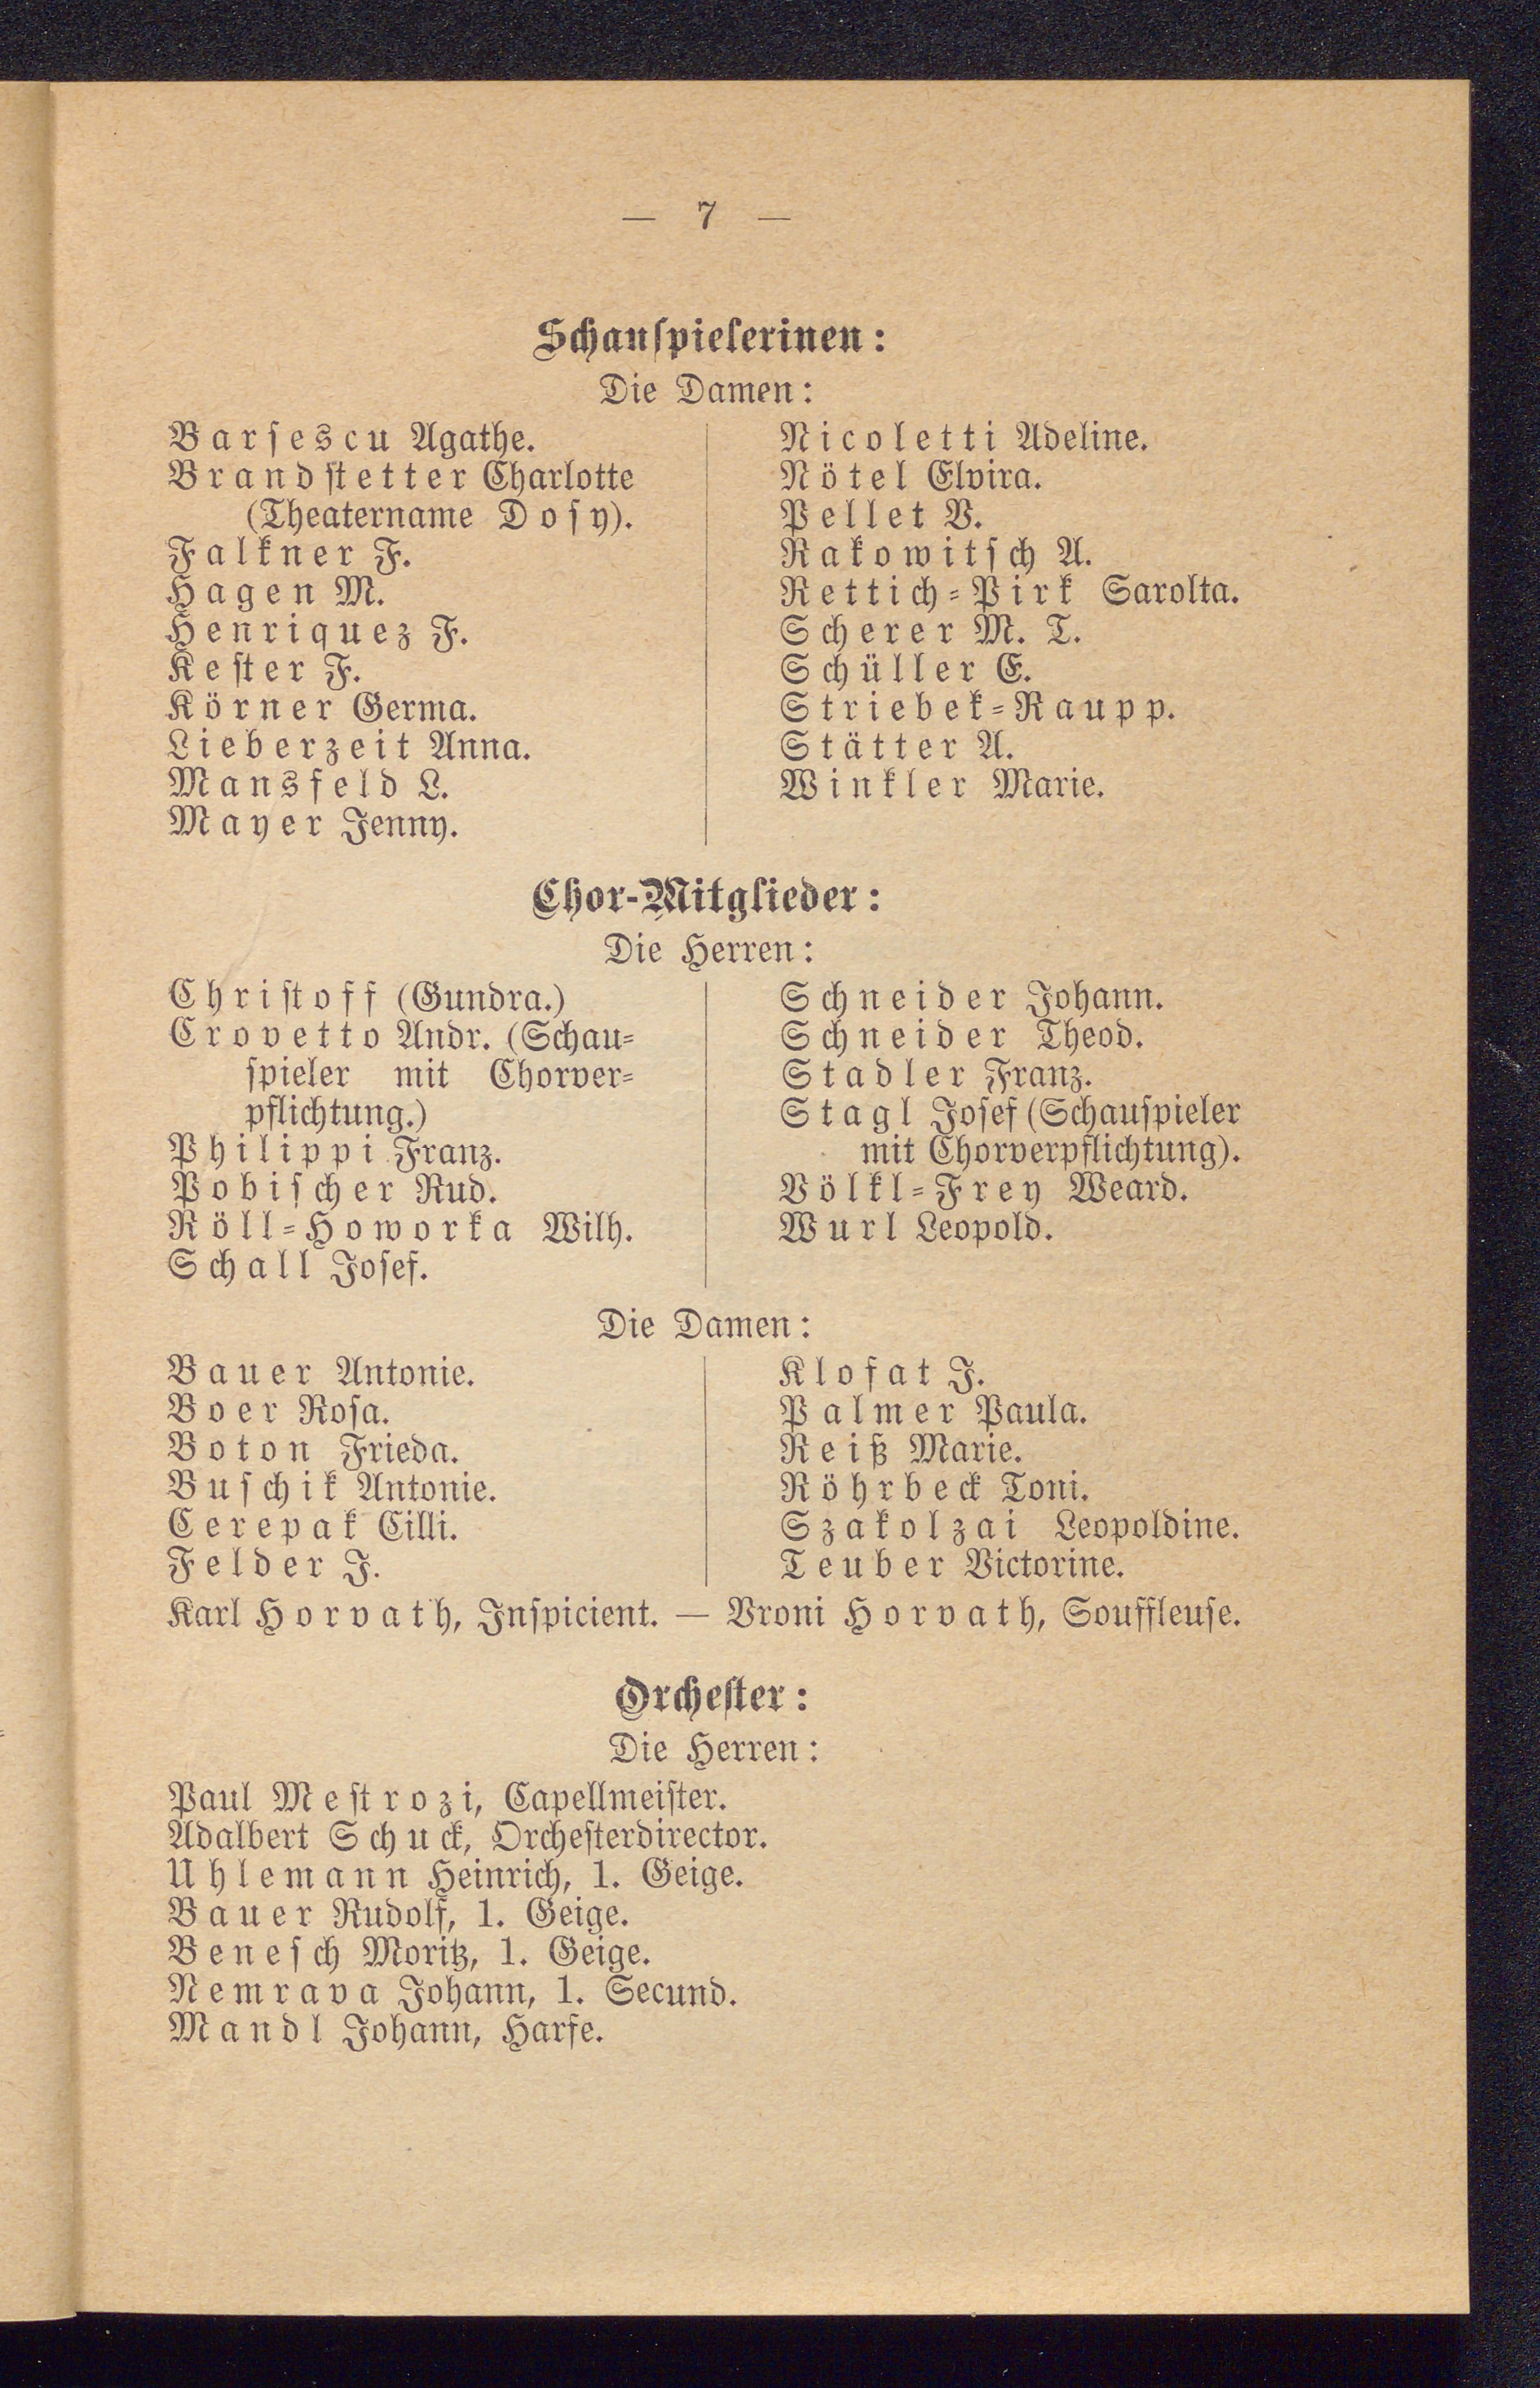 — 7 —
Schauspielerinen:
Die Damen:
Barsescu Agathe.
Brandstetter Charlotte
(Theatername Dosy).
Falkner F.
Hagen M.
Henriquez F.
Kester F.
Körner Germa.
Lieberzeit Anna.
Mansfeld L.
Mayer Jenny.
Nicoletti Adeline.
Nötel Elvira.
Pellet V.
Rakowitsch A.
Rettich-Pirk Sarolta.
Scherer M. T.
Schüller E.
Striebek-Raupp.
Stätter A.
Winkler Marie.
Chor-Mitglieder:
Die Herren:
Christoff (Gundra.)
Crovetto Andr. (Schau-
spieler mit Chorver-
pflichtung.)
Philippi Franz.
Pobischer Rud.
Röll-Howorka Wilh.
Schall Josef.
Schneider Johann.
Schneider Theod.
Stadler Franz.
Stagl Josef (Schauspieler
mit Chorverpflichtung).
Völkl-Frey Weard.
Wurl Leopold.
Die Damen:
Bauer Antonie.
Boer Rosa.
Boton Frieda.
Buschik Antonie.
Cerepak Cilli.
Felder J.
Klofat J.
Palmer Paula.
Reiß Marie.
Röhrbeck Toni.
Szakolzai Leopoldine.
Teuber Victorine.
Karl Horvath, Inspicient. — Vroni Horvath, Souffleuse.
Orchester:
Die Herren:
Paul Mestrozi, Capellmeister.
Adalbert Schuck, Orchesterdirector.
Uhlemann Heinrich, 1. Geige.
Bauer Rudolf, 1. Geige.
Benesch Moritz, 1. Geige.
Nemrava Johann, 1. Secund.
Mandl Johann, Harfe.